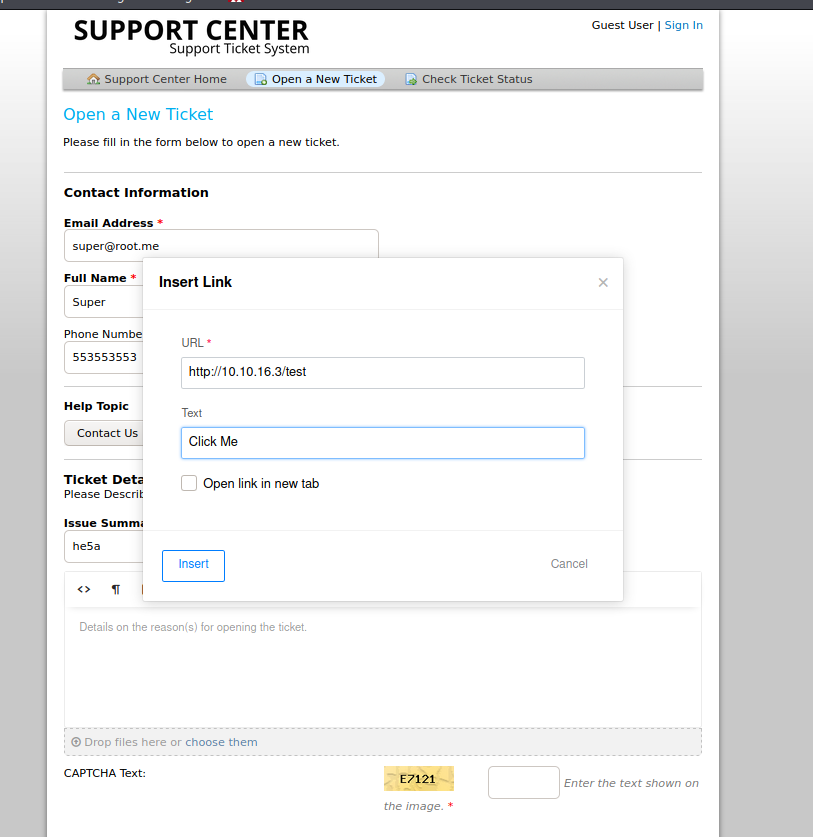 SUPPORT CENTER
Support Ticket System
Guest User | Sign In
Support Center Home
Open a New Ticket
Check Ticket Status
Open a New Ticket
Please fill in the form below to open a new ticket.
Contact Information
Email Address *
super@root.me
Full Name *
Super
Phone Numbe
553553553
Help Topic
Contact Us
Ticket Deta
Please Describ
Issue Summa
he5a
Insert Link
×
URL *
http://10.10.16.3/test
Text
Click Me
Open link in new tab
Insert
Cancel
<> ¶
Details on the reason(s) for opening the ticket.
Drop files here or choose them
CAPTCHA Text:
E7121
Enter the text shown on
the image. *